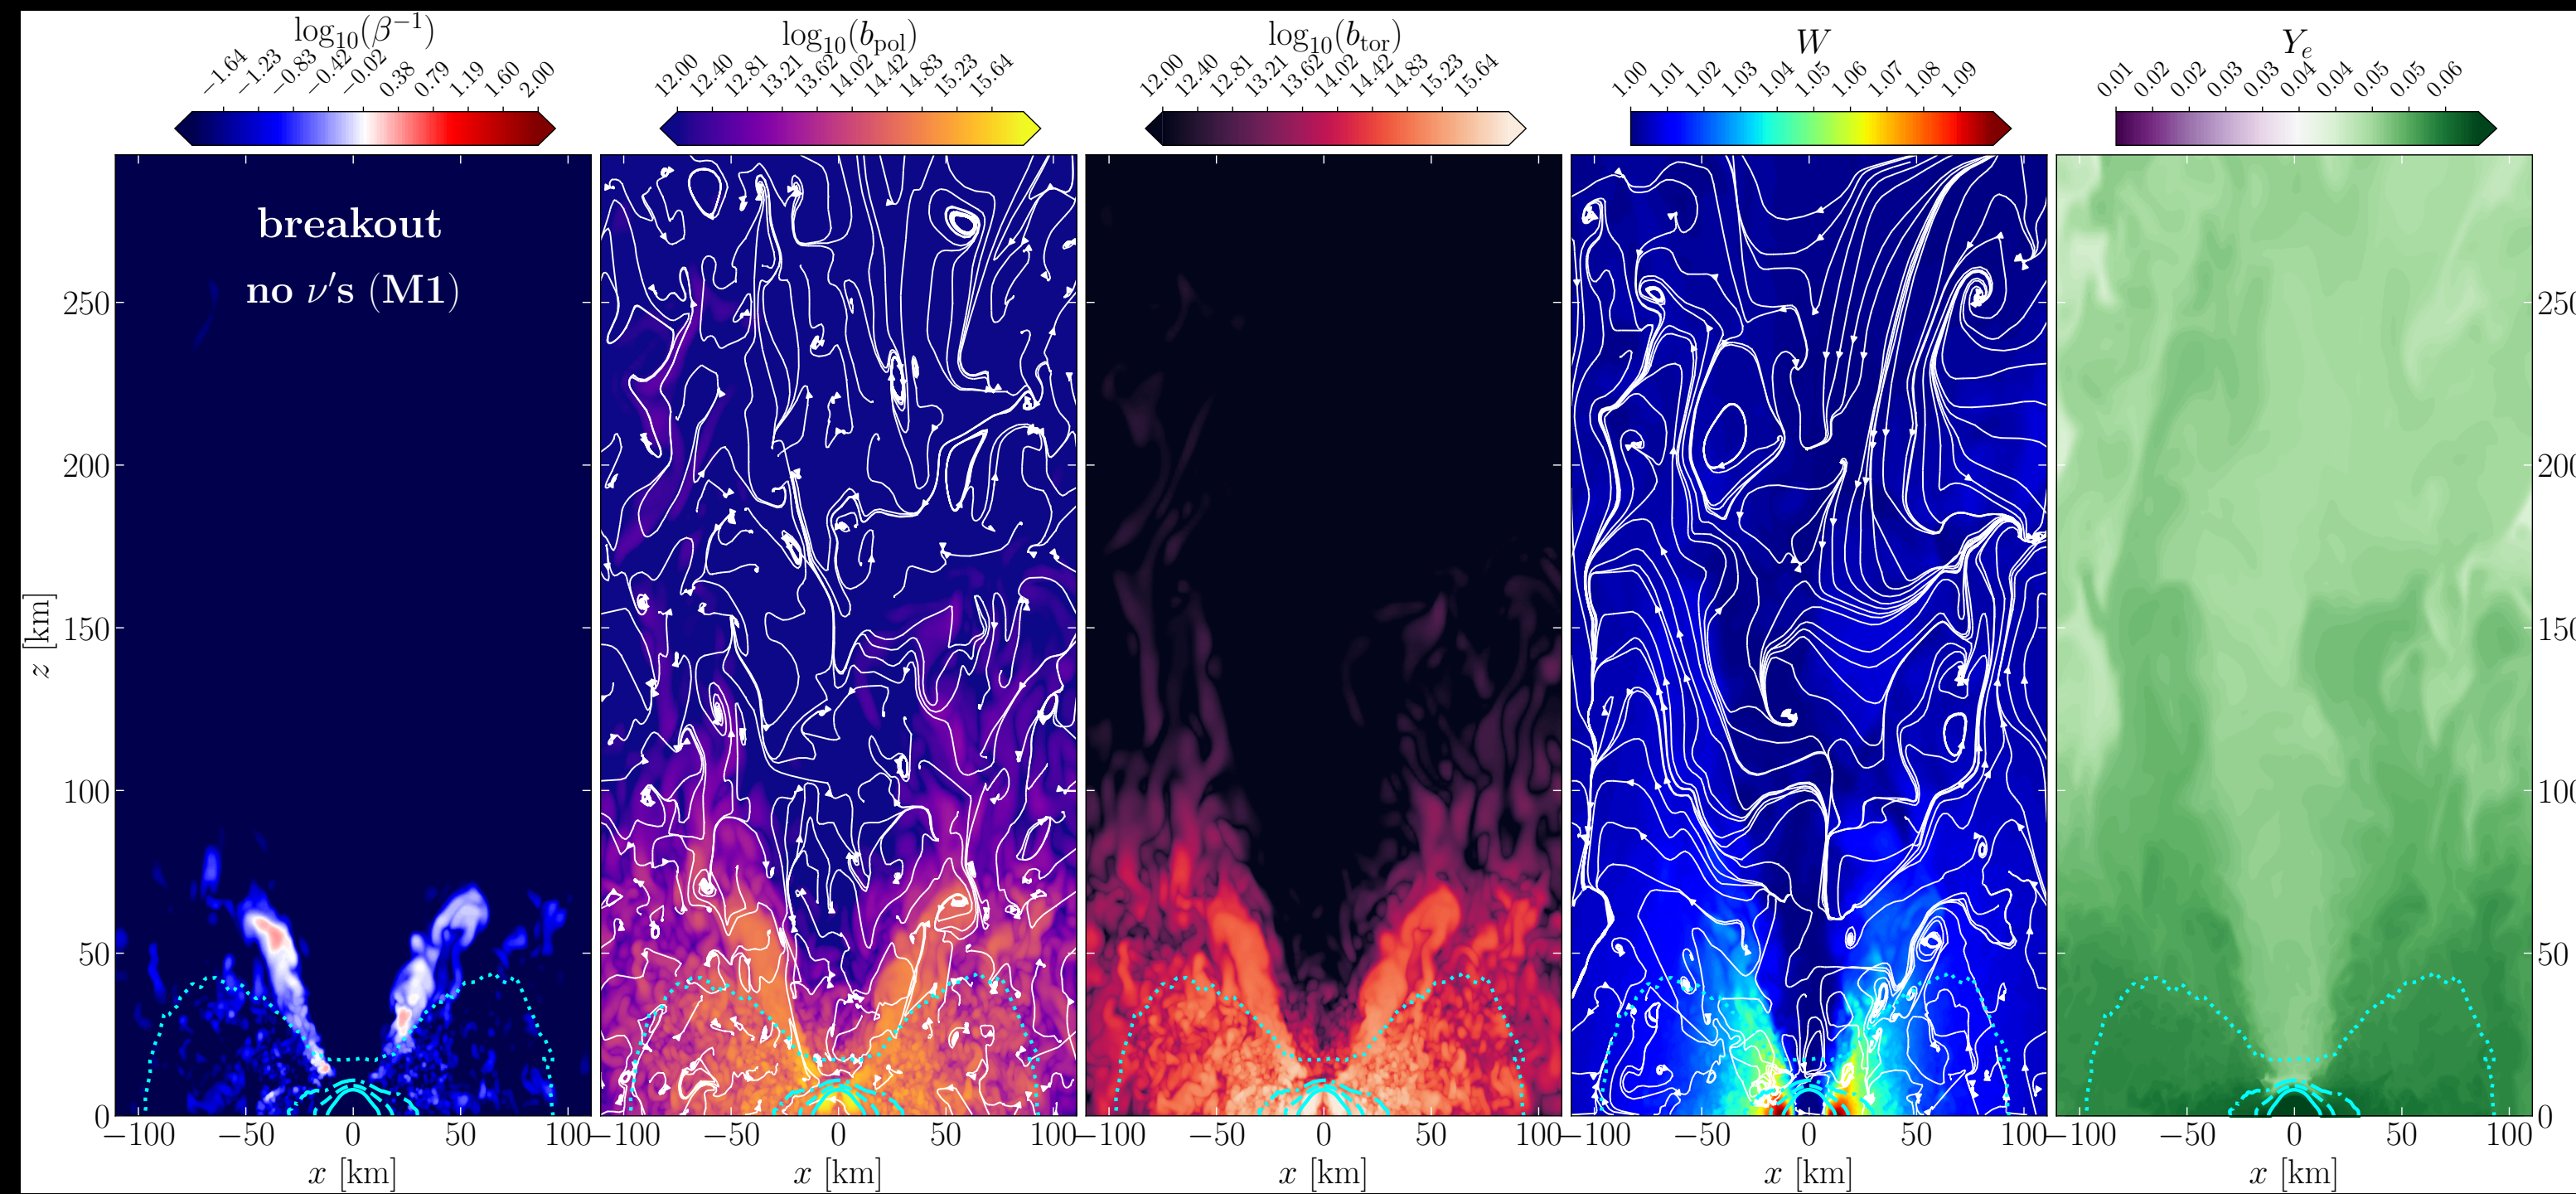 log₁₀(β⁻¹)
−1.64 −1.23 −0.83 −0.42 −0.02 0.38 0.79 1.19 1.60 2.00
log₁₀(b_pol)
12.00 12.40 12.81 13.21 13.62 14.02 14.42 14.83 15.23 15.64
log₁₀(b_tor)
12.00 12.40 12.81 13.21 13.62 14.02 14.42 14.83 15.23 15.64
W
1.00 1.01 1.02 1.03 1.04 1.05 1.06 1.07 1.08 1.09
Y_e
0.01 0.02 0.02 0.03 0.03 0.04 0.04 0.05 0.05 0.06
breakout
no ν′s (M1)
z [km]
250
200
150
100
50
0
250
200
150
100
50
0
−100 −50 0 50 100
−100 −50 0 50 100
−100 −50 0 50 100
−100 −50 0 50 100
−100 −50 0 50 100
x [km]
x [km]
x [km]
x [km]
x [km]